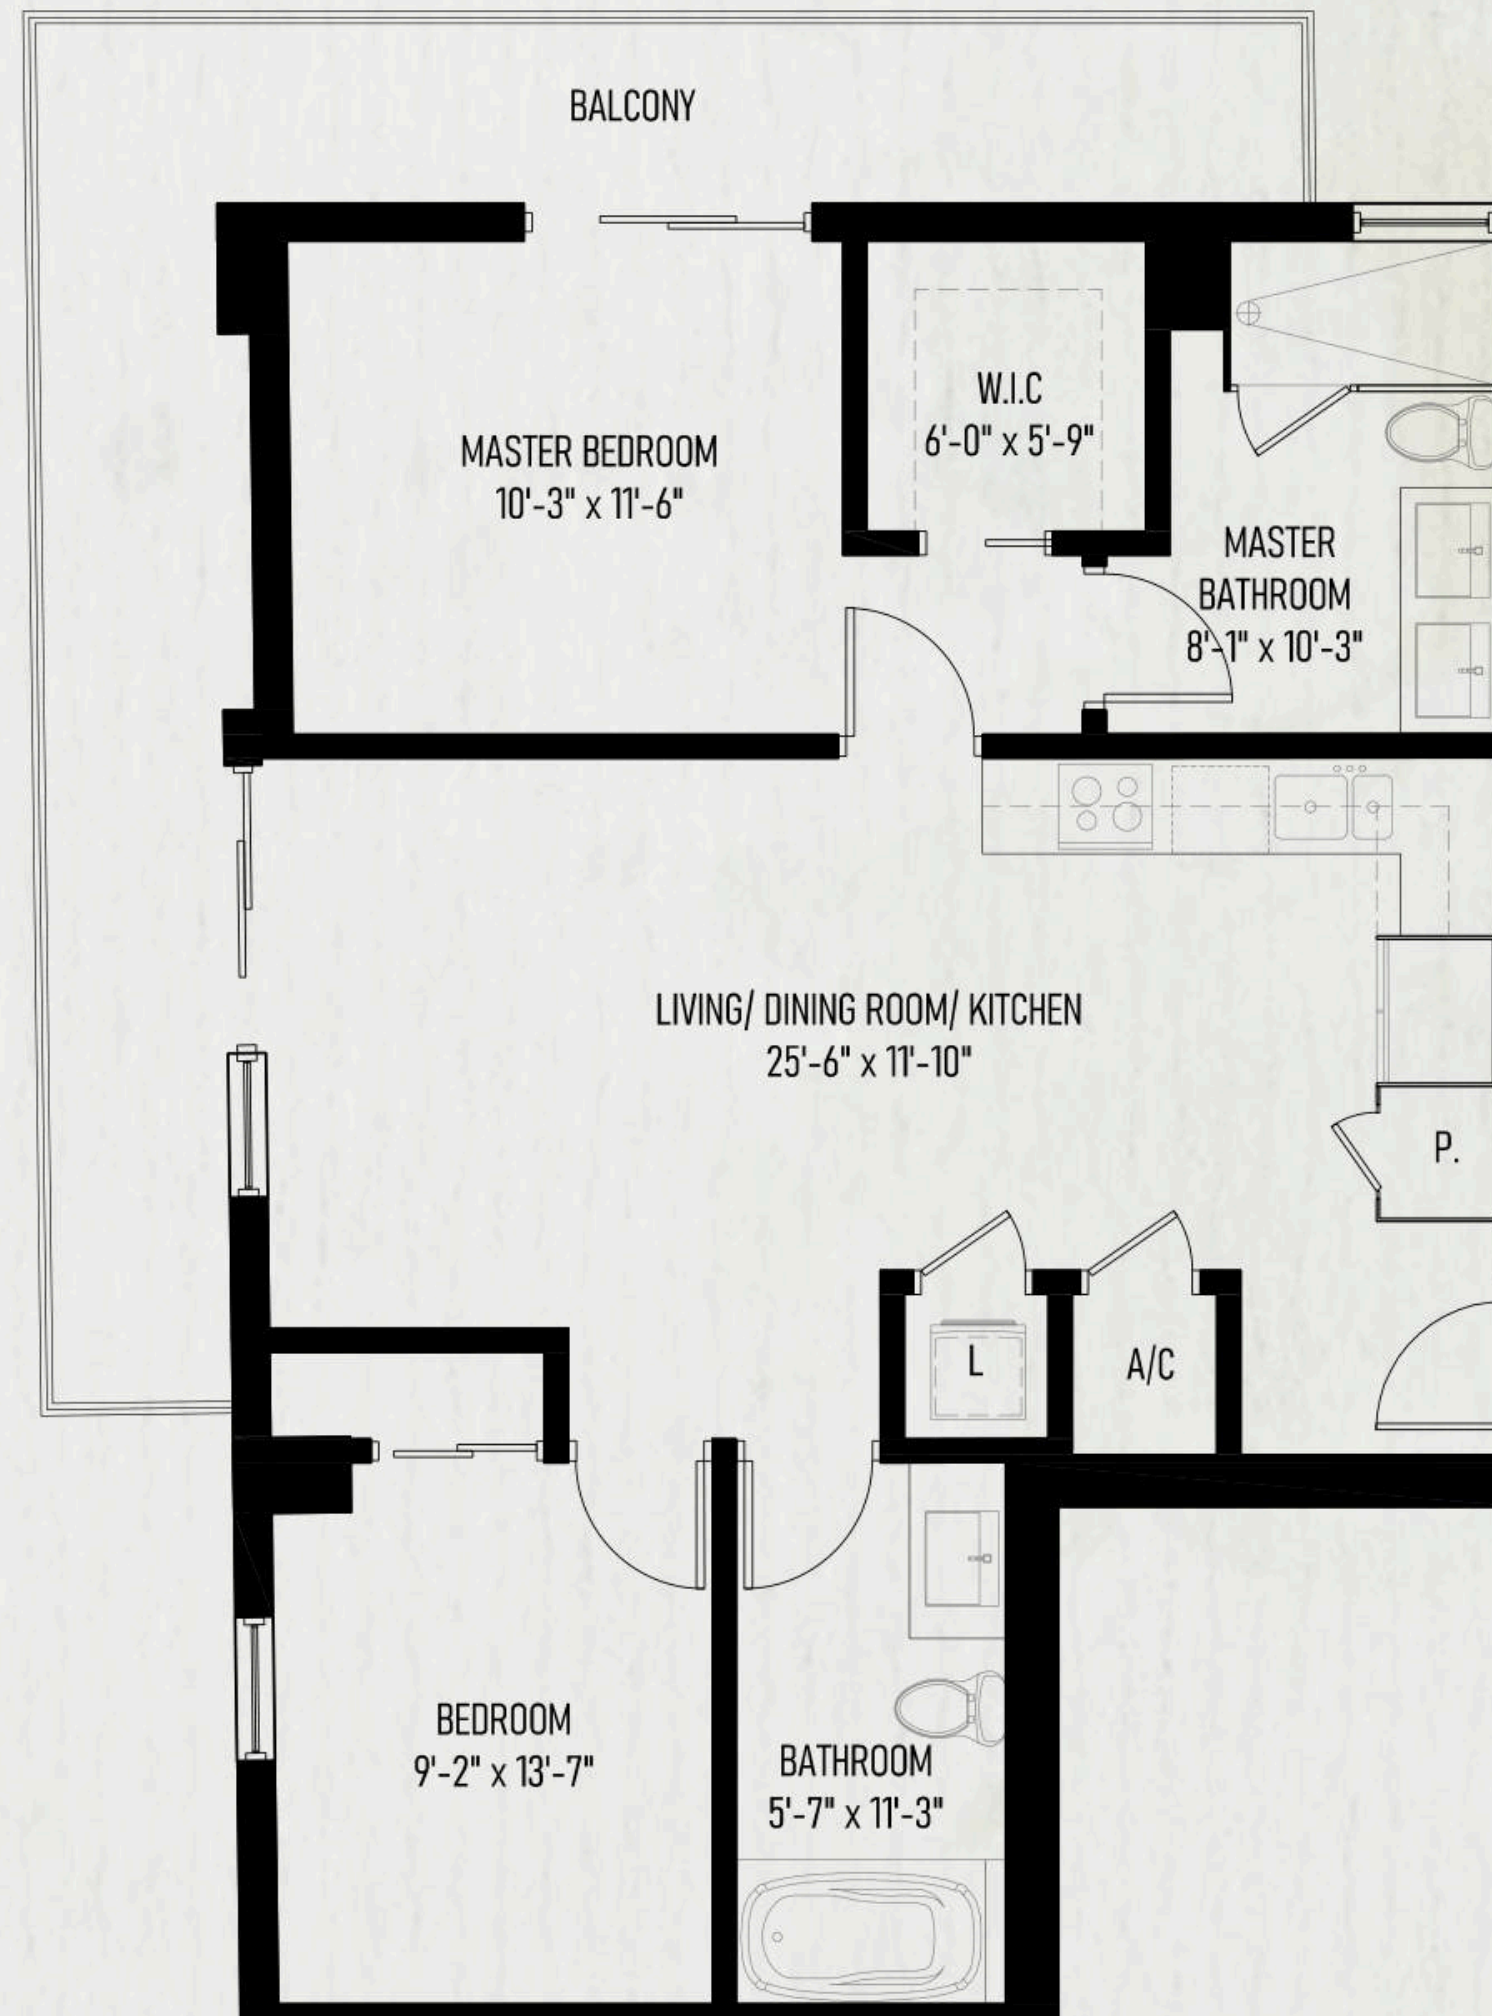 BALCONY
W.I.C
6'-0" x 5'-9"
MASTER BEDROOM
10'-3" x 11'-6"
MASTER
BATHROOM
8'-1" x 10'-3"
LIVING/ DINING ROOM/ KITCHEN
25'-6" x 11'-10"
P.
L
A/C
BEDROOM
9'-2" x 13'-7"
BATHROOM
5'-7" x 11'-3"